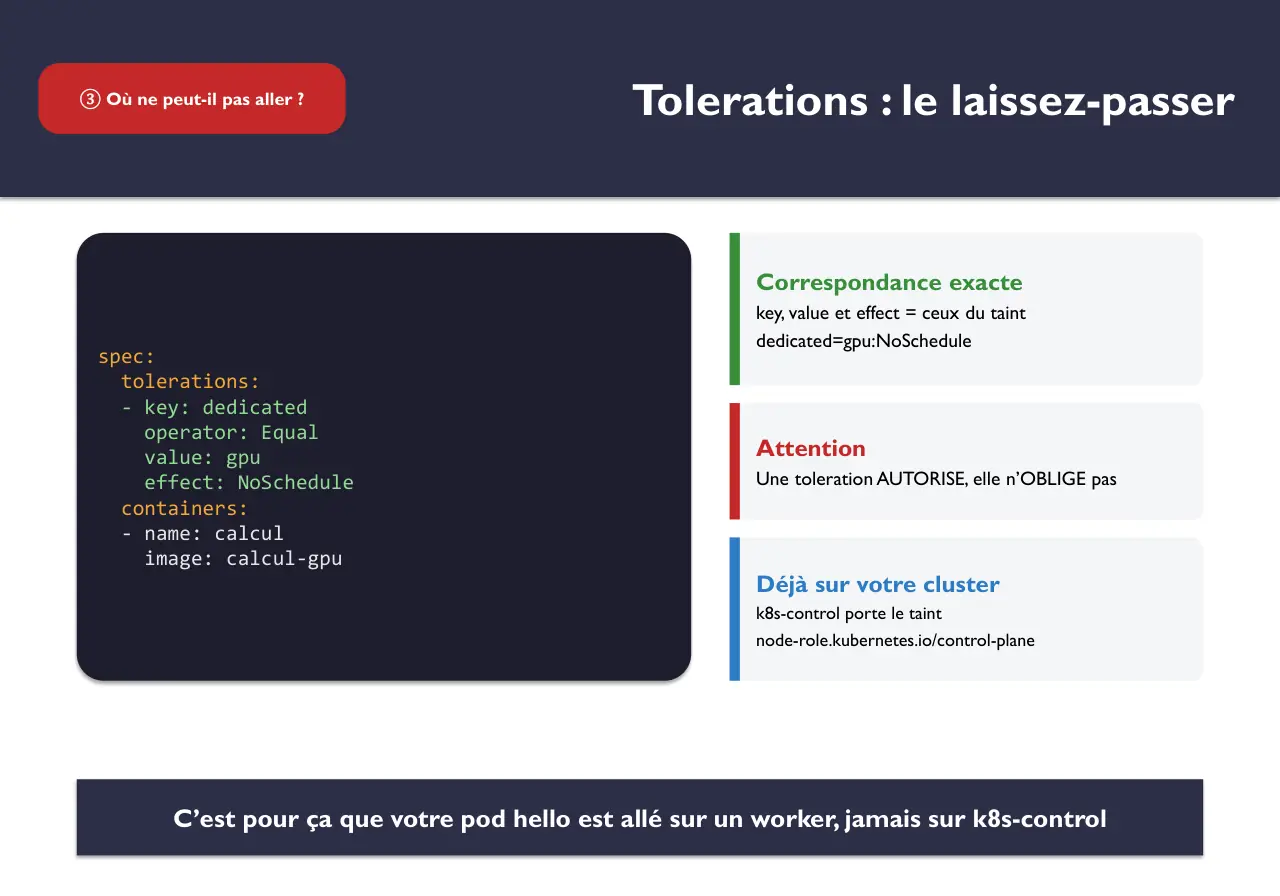 ③ Où ne peut-il pas aller ?
Tolerations : le laissez-passer
spec:
  tolerations:
  - key: dedicated
    operator: Equal
    value: gpu
    effect: NoSchedule
  containers:
  - name: calcul
    image: calcul-gpu
Correspondance exacte
key, value et effect = ceux du taint
dedicated=gpu:NoSchedule
Attention
Une toleration AUTORISE, elle n’OBLIGE pas
Déjà sur votre cluster
k8s-control porte le taint
node-role.kubernetes.io/control-plane
C’est pour ça que votre pod hello est allé sur un worker, jamais sur k8s-control